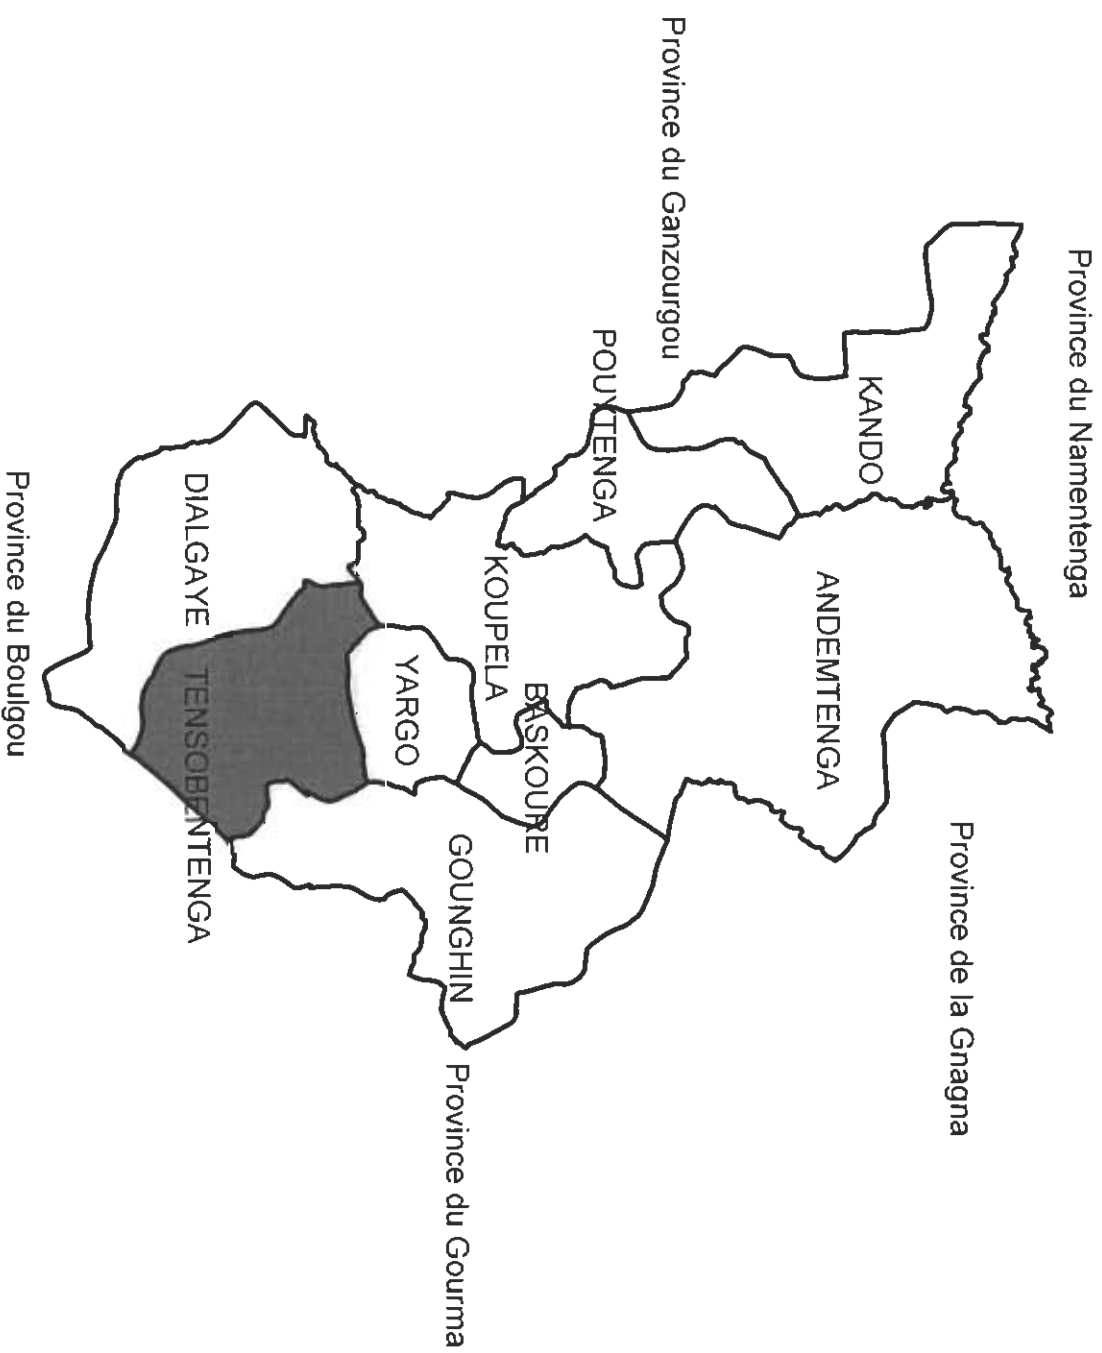 Province du Namentenga
Province de la Gnagna
KANDO
ANDEMTENGA
Province du Ganzourgou
POUYTENGA
BASKOURE
KOUPELA
GOUNGHIN
Province du Gourma
YARGO
DIALGAYE
TENSOBENTENGA
Province du Boulgou